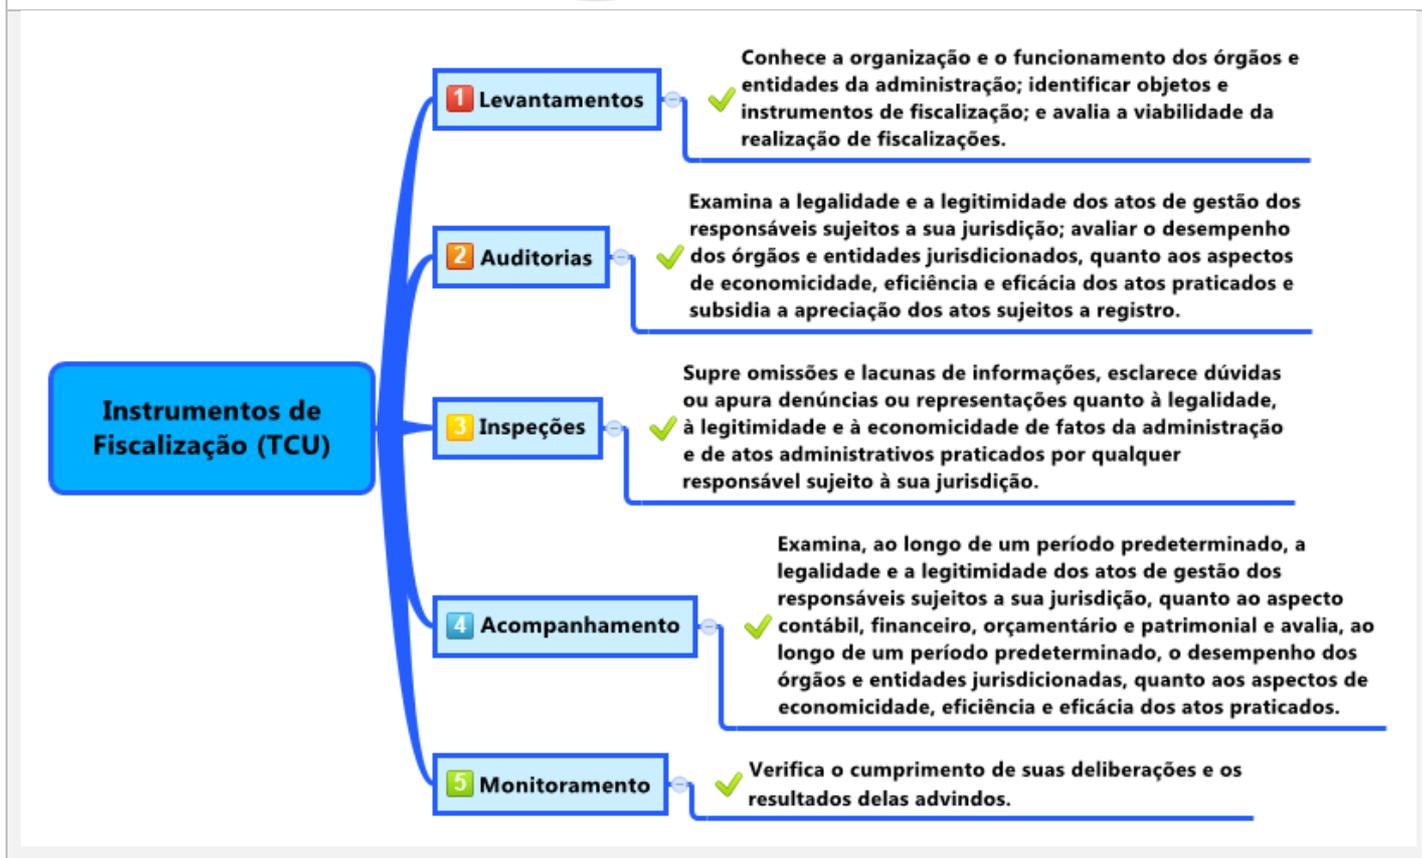 Instrumentos de
Fiscalização (TCU)
1 Levantamentos
Conhece a organização e o funcionamento dos órgãos e
entidades da administração; identificar objetos e
instrumentos de fiscalização; e avalia a viabilidade da
realização de fiscalizações.
2 Auditorias
Examina a legalidade e a legitimidade dos atos de gestão dos
responsáveis sujeitos a sua jurisdição; avaliar o desempenho
dos órgãos e entidades jurisdicionados, quanto aos aspectos
de economicidade, eficiência e eficácia dos atos praticados e
subsidia a apreciação dos atos sujeitos a registro.
3 Inspeções
Supre omissões e lacunas de informações, esclarece dúvidas
ou apura denúncias ou representações quanto à legalidade,
à legitimidade e à economicidade de fatos da administração
e de atos administrativos praticados por qualquer
responsável sujeito à sua jurisdição.
4 Acompanhamento
Examina, ao longo de um período predeterminado, a
legalidade e a legitimidade dos atos de gestão dos
responsáveis sujeitos a sua jurisdição, quanto ao aspecto
contábil, financeiro, orçamentário e patrimonial e avalia, ao
longo de um período predeterminado, o desempenho dos
órgãos e entidades jurisdicionadas, quanto aos aspectos de
economicidade, eficiência e eficácia dos atos praticados.
5 Monitoramento
Verifica o cumprimento de suas deliberações e os
resultados delas advindos.